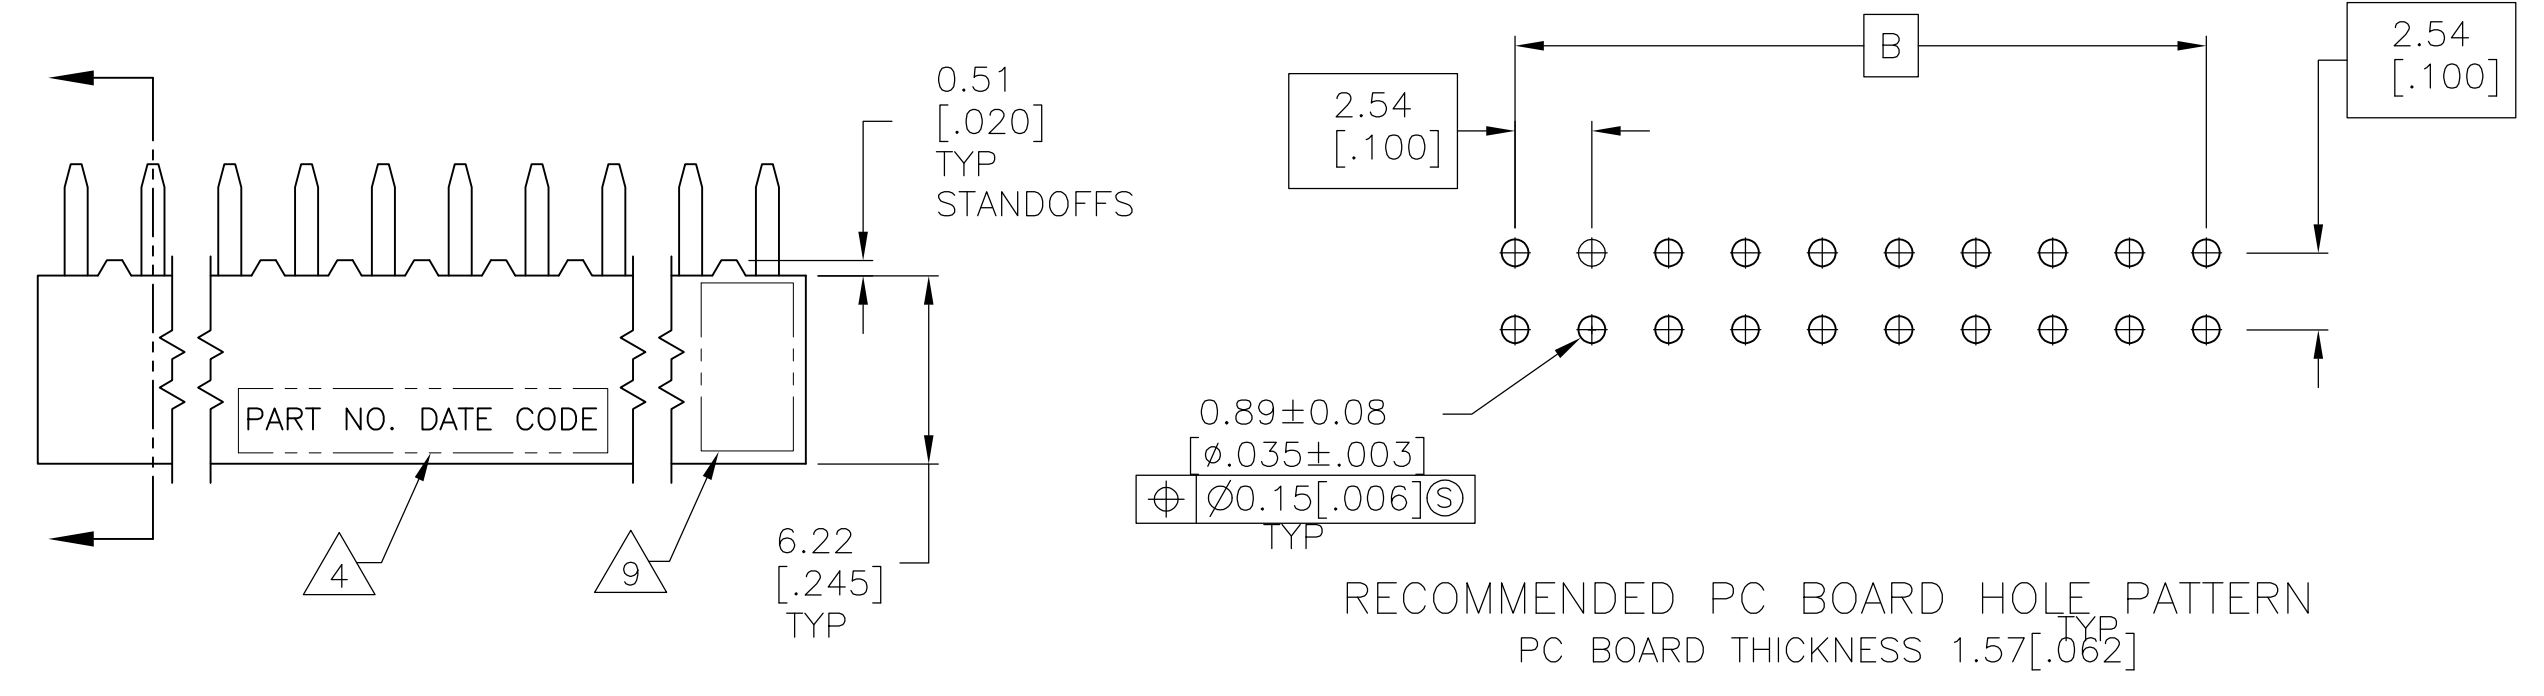 0.51
[.020]
TYP
STANDOFFS
PART NO. DATE CODE
4
9
6.22
[.245]
TYP
B
2.54
[.100]
2.54
[.100]
0.89±0.08
[ø.035±.003]
⌖ Ø0.15[.006]Ⓢ
TYP
RECOMMENDED PC BOARD HOLE PATTERN
TYP
PC BOARD THICKNESS 1.57[.062]